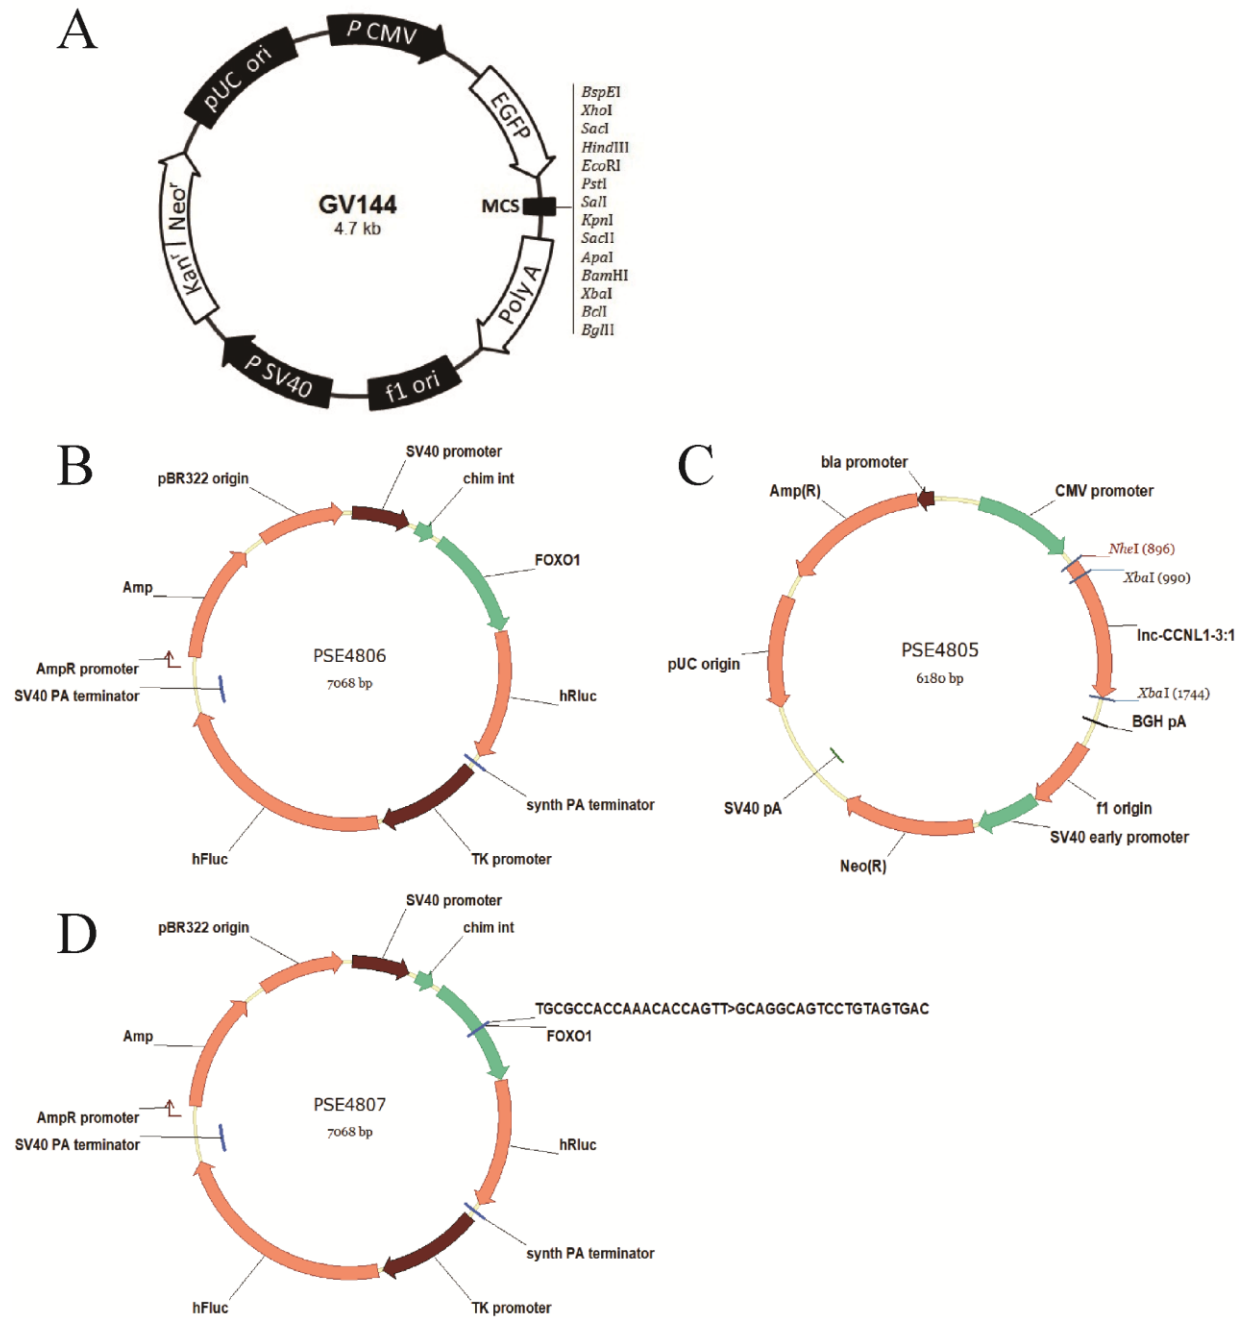 A
P CMV
pUC ori
EGFP
BspEI
XhoI
SacI
HindIII
EcoRI
PstI
SalI
KpnI
SacII
ApaI
BamHI
XbaI
BclI
BglII
GV144
4.7 kb
MCS
Kanʳ | Neoʳ
Poly A
P SV40
f1 ori
B
SV40 promoter
pBR322 origin
chim int
FOXO1
Amp
PSE4806
7068 bp
AmpR promoter
SV40 PA terminator
hRluc
synth PA terminator
hFluc
TK promoter
C
bla promoter
Amp(R)
CMV promoter
NheI (896)
XbaI (990)
lnc-CCNL1-3:1
PSE4805
6180 bp
pUC origin
XbaI (1744)
BGH pA
SV40 pA
f1 origin
SV40 early promoter
Neo(R)
D
SV40 promoter
pBR322 origin
chim int
TGCGCCACCAAACACCAGTT>GCAGGCAGTCCTGTAGTGAC
FOXO1
Amp
PSE4807
7068 bp
AmpR promoter
SV40 PA terminator
hRluc
synth PA terminator
hFluc
TK promoter